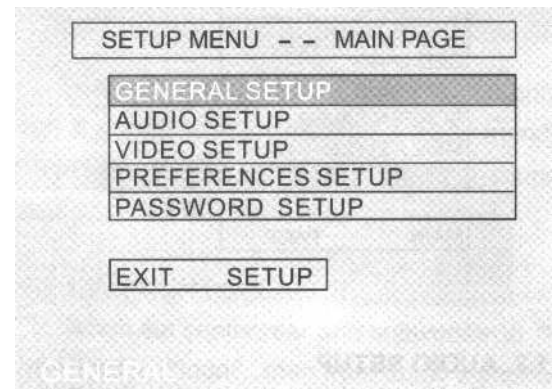 SETUP MENU -- MAIN PAGE
GENERAL SETUP
AUDIO SETUP
VIDEO SETUP
PREFERENCES SETUP
PASSWORD SETUP
EXIT SETUP
GENERAL